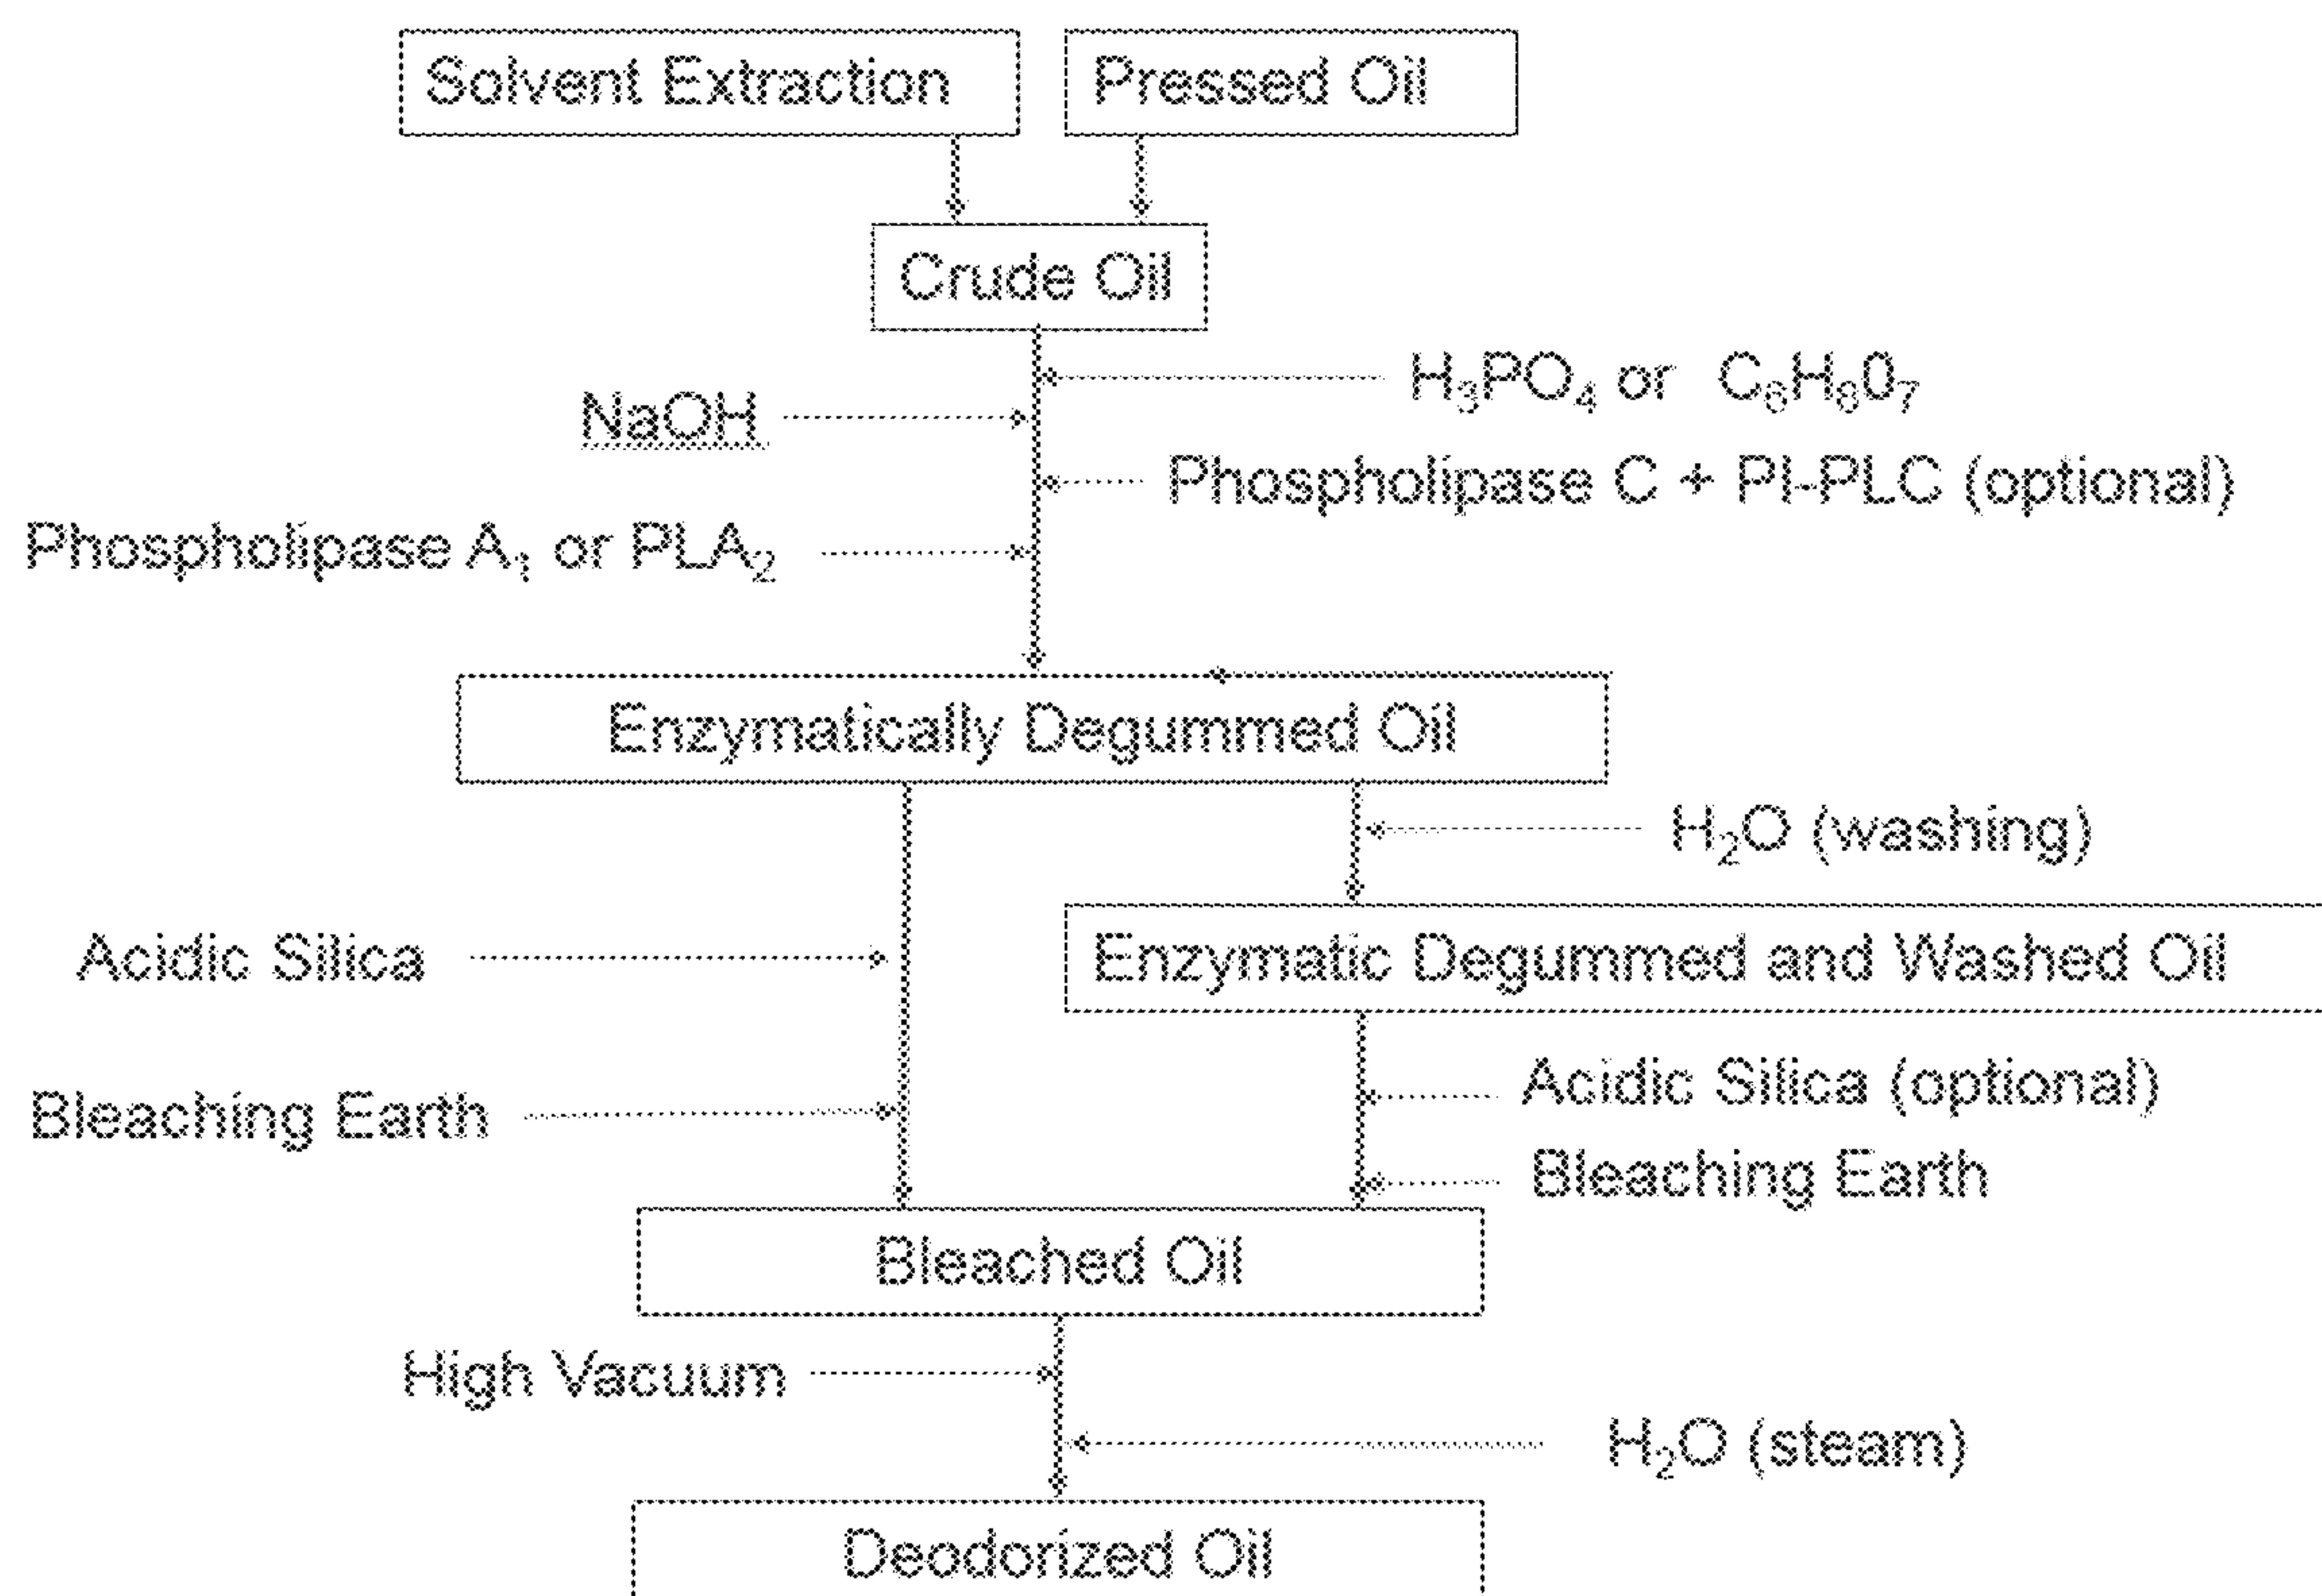 Solvent Extraction
Pressed Oil
Crude Oil
H₃PO₄ or C₆H₈0₇
NaOH
Phospholipase C + PI-PLC (optional)
Phospholipase A₁ or PLA₂
Enzymatically Degummed Oil
H₂O (washing)
Acidic Silica
Enzymatic Degummed and Washed Oil
Bleaching Earth
Acidic Silica (optional)
Bleaching Earth
Bleached Oil
High Vacuum
H₂O (steam)
Deodorized Oil